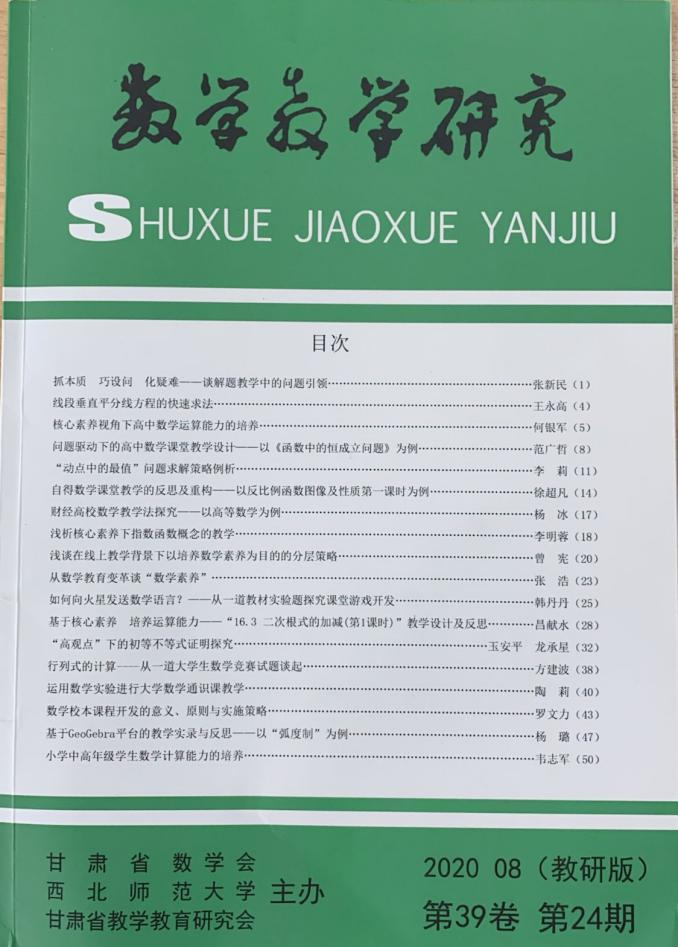 数学教学研究
SHUXUE JIAOXUE YANJIU
目次
抓本质 巧设问 化疑难——谈解题教学中的问题引领……张新民（1）
线段垂直平分线方程的快速求法……王永高（4）
核心素养视角下高中数学运算能力的培养……何银军（5）
问题驱动下的高中数学课堂教学设计——以《函数中的恒成立问题》为例……范广哲（8）
“动点中的最值”问题求解策略例析……李 莉（11）
自得数学课堂教学的反思及重构——以反比例函数图像及性质第一课时为例……徐超凡（14）
财经高校数学教学法探究——以高等数学为例……杨 冰（17）
浅析核心素养下指数函数概念的教学……李明蓉（18）
浅谈在线上教学背景下以培养数学素养为目的的分层策略……曾 宪（20）
从数学教育变革谈“数学素养”……张 浩（23）
如何向火星发送数学语言？——从一道教材实验题探究课堂游戏开发……韩丹丹（25）
基于核心素养 培养运算能力——“16.3 二次根式的加减(第1课时)”教学设计及反思……昌献水（28）
“高观点”下的初等不等式证明探究……玉安平 龙承星（32）
行列式的计算——从一道大学生数学竞赛试题谈起……方建波（38）
运用数学实验进行大学数学通识课教学……陶 莉（40）
数学校本课程开发的意义、原则与实施策略……罗文力（43）
基于GeoGebra平台的教学实录与反思——以“弧度制”为例……杨 璐（47）
小学中高年级学生数学计算能力的培养……韦志军（50）
甘肃省数学会
西北师范大学 主办
甘肃省教学教育研究会
2020 08（教研版）
第39卷 第24期